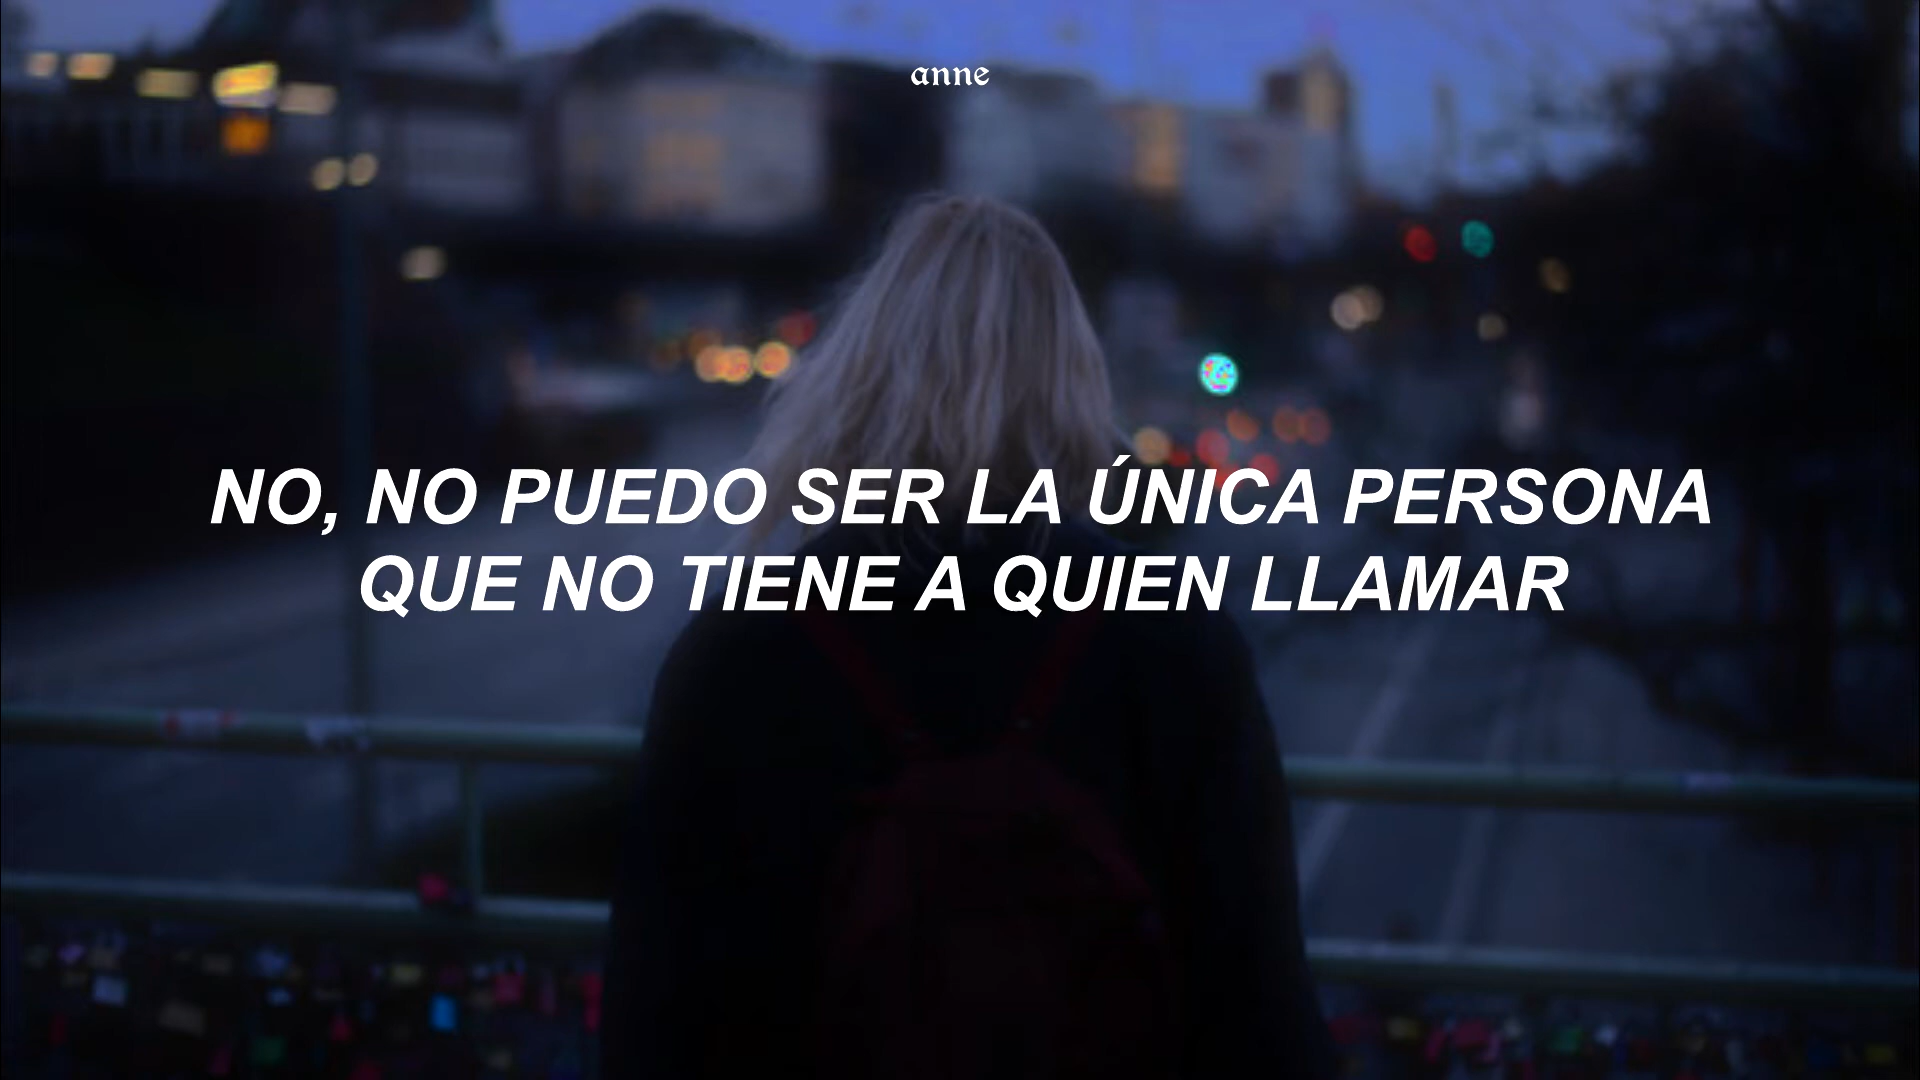 anne
NO, NO PUEDO SER LA ÚNICA PERSONA
QUE NO TIENE A QUIEN LLAMAR